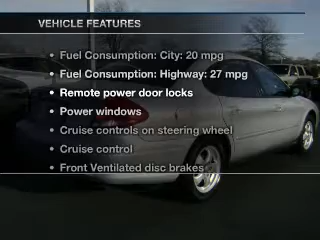 VEHICLE FEATURES
• Fuel Consumption: City: 20 mpg
• Fuel Consumption: Highway: 27 mpg
• Remote power door locks
• Power windows
• Cruise controls on steering wheel
• Cruise control
• Front Ventilated disc brakes